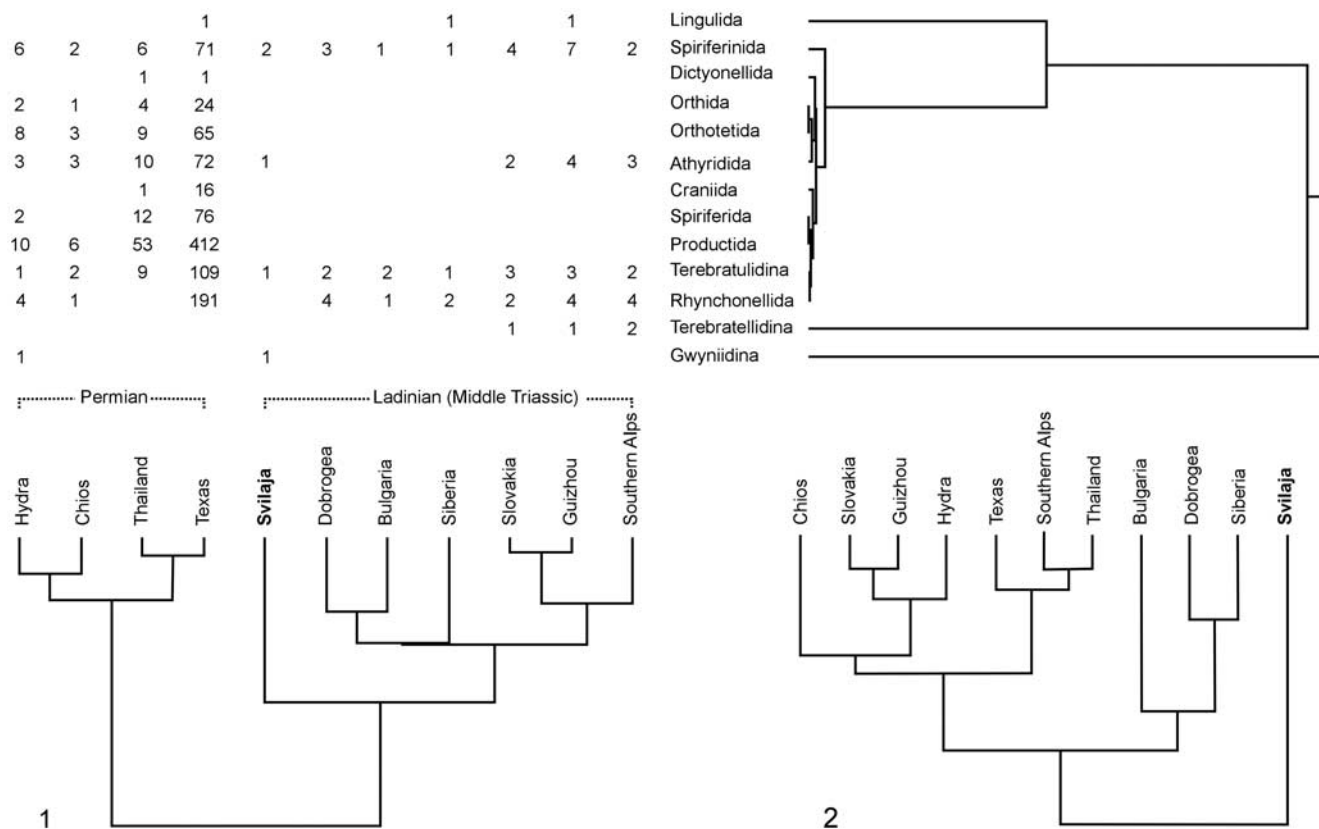 1 1 1 Lingulida
6 2 6 71 2 3 1 1 4 7 2 Spiriferinida
1 1 Dictyonellida
2 1 4 24 Orthida
8 3 9 65 Orthotetida
3 3 10 72 1 2 4 3 Athyridida
1 16 Craniida
2 12 76 Spiriferida
10 6 53 412 Productida
1 2 9 109 1 2 2 1 3 3 2 Terebratulidina
4 1 191 4 1 2 2 4 4 Rhynchonellida
1 1 2 Terebratellidina
1 1 Gwyniidina
Permian Ladinian (Middle Triassic)
Hydra
Chios
Thailand
Texas
Svilaja
Dobrogea
Bulgaria
Siberia
Slovakia
Guizhou
Southern Alps
Chios
Slovakia
Guizhou
Hydra
Texas
Southern Alps
Thailand
Bulgaria
Dobrogea
Siberia
Svilaja
1 2